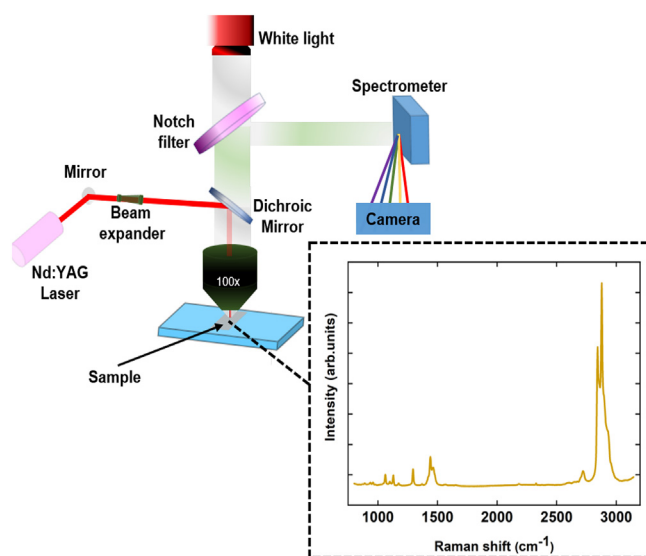 White light
Spectrometer
Notch
filter
Mirror
Beam
expander
Dichroic
Mirror
Camera
Nd:YAG
Laser
100x
Sample
Intensity (arb.units)
1000 1500 2000 2500 3000
Raman shift (cm-1)